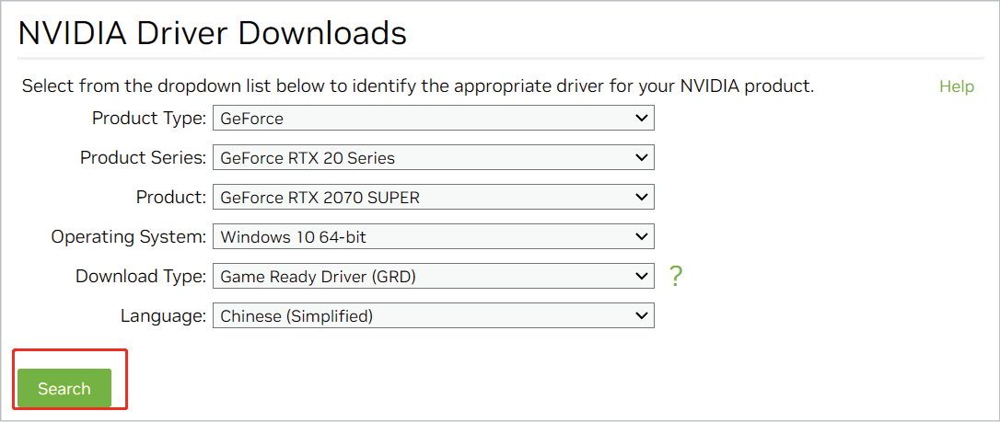 NVIDIA Driver Downloads
Select from the dropdown list below to identify the appropriate driver for your NVIDIA product.
Help
Product Type: GeForce
Product Series: GeForce RTX 20 Series
Product: GeForce RTX 2070 SUPER
Operating System: Windows 10 64-bit
Download Type: Game Ready Driver (GRD) ?
Language: Chinese (Simplified)
Search